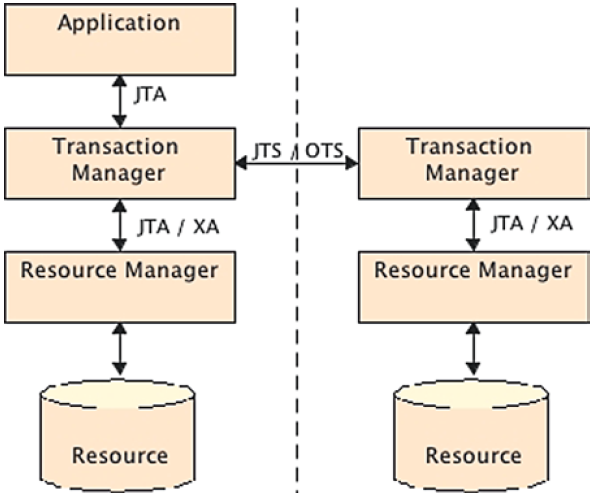 Application
JTA
Transaction
Manager
JTS / OTS
Transaction
Manager
JTA / XA
JTA / XA
Resource Manager
Resource Manager
Resource
Resource